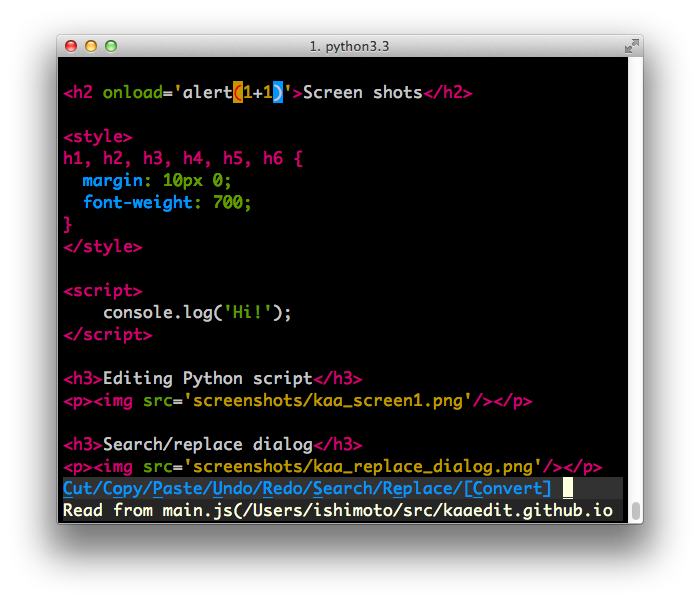 1. python3.3
<h2 onload='alert(1+1)'>Screen shots</h2>
<style>
h1, h2, h3, h4, h5, h6 {
margin: 10px 0;
font-weight: 700;
}
</style>
<script>
console.log('Hi!');
</script>
<h3>Editing Python script</h3>
<p><img src='screenshots/kaa_screen1.png'/></p>
<h3>Search/replace dialog</h3>
<p><img src='screenshots/kaa_replace_dialog.png'/></p>
Cut/Copy/Paste/Undo/Redo/Search/Replace/[Convert]
Read from main.js(/Users/ishimoto/src/kaaedit.github.io